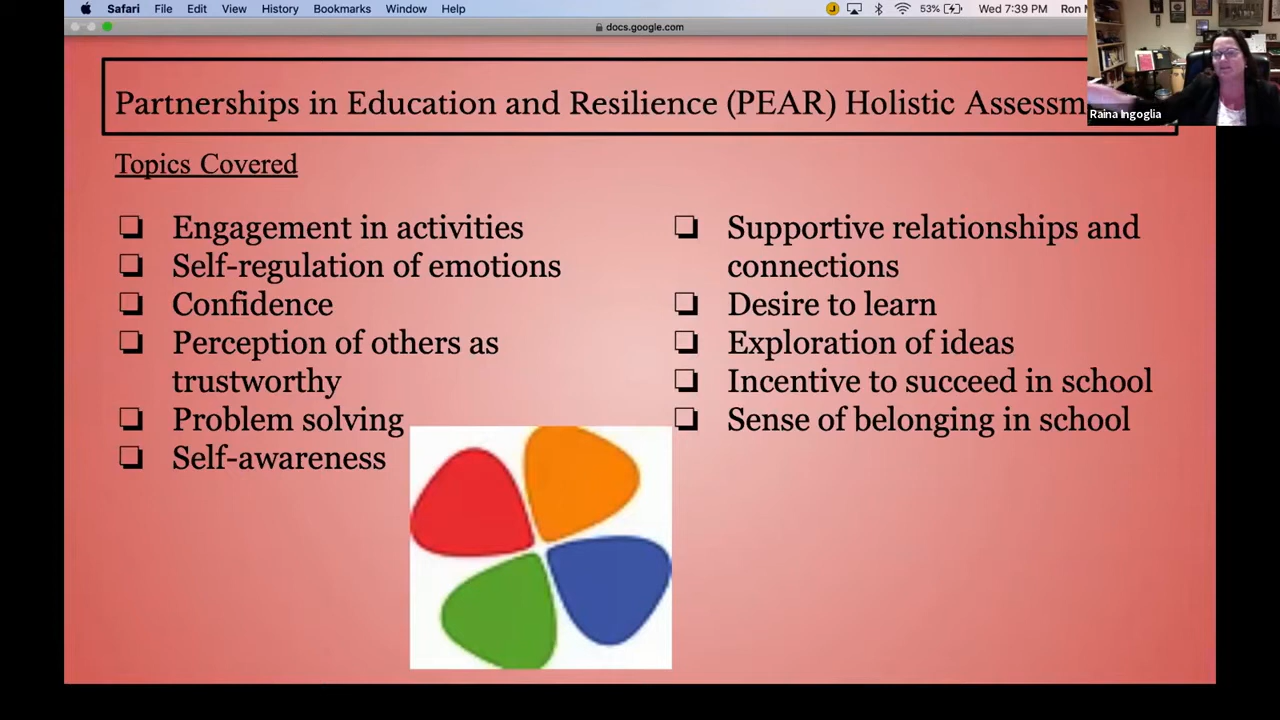 Safari File Edit View History Bookmarks Window Help 53% Wed 7:39 PM Ron
docs.google.com
Raina Ingoglia
Partnerships in Education and Resilience (PEAR) Holistic Assessm
Topics Covered
Engagement in activities
Self-regulation of emotions
Confidence
Perception of others as
trustworthy
Problem solving
Self-awareness
Supportive relationships and
connections
Desire to learn
Exploration of ideas
Incentive to succeed in school
Sense of belonging in school